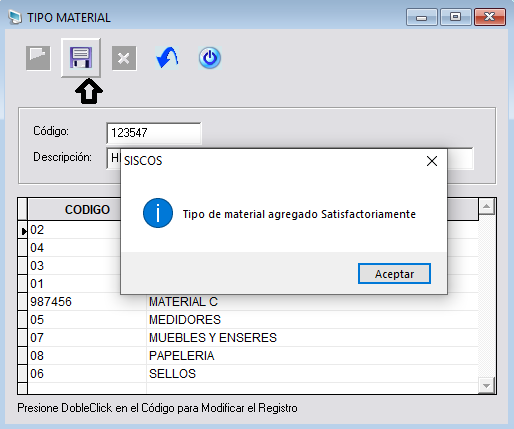 TIPO MATERIAL
Código: 123547
Descripción:
SISCOS
Tipo de material agregado Satisfactoriamente
Aceptar
CODIGO
02
04
03
01
987456 MATERIAL C
05 MEDIDORES
07 MUEBLES Y ENSERES
08 PAPELERIA
06 SELLOS
Presione DobleClick en el Código para Modificar el Registro